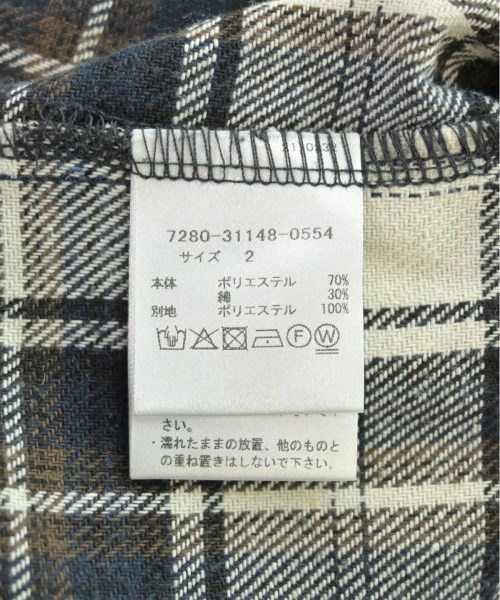 7280-31148-0554
サイズ 2
本体 ポリエステル 70%
綿 30%
別地 ポリエステル 100%
F W
さい。
・濡れたままの放置、他のものと
の重ね置きはしないで下さい。